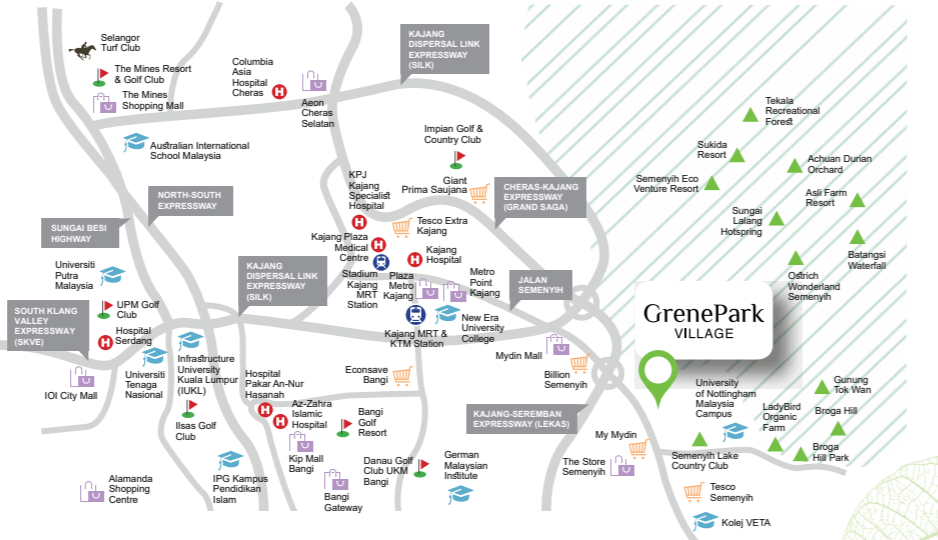 Selangor
Turf Club
The Mines Resort
& Golf Club
The Mines
Shopping Mall
Columbia
Asia
Hospital
Cheras
H
Aeon
Cheras
Selatan
KAJANG
DISPERSAL LINK
EXPRESSWAY
(SILK)
Australian International
School Malaysia
Impian Golf &
Country Club
Tekala
Recreational
Forest
Sukida
Resort
Achuan Durian
Orchard
Semenyih Eco
Venture Resort
Asli Farm
Resort
Sungai
Lalang
Hotspring
Batangsi
Waterfall
Ostrich
Wonderland
Semenyih
NORTH-SOUTH
EXPRESSWAY
SUNGAI BESI
HIGHWAY
KPJ
Kajang
Specialist
Hospital
H
Giant
Prima Saujana
CHERAS-KAJANG
EXPRESSWAY
(GRAND SAGA)
Tesco Extra
Kajang
Kajang Plaza
Medical
Centre
H
H
Kajang
Hospital
Universiti
Putra
Malaysia
KAJANG
DISPERSAL LINK
EXPRESSWAY
(SILK)
Stadium
Kajang
MRT
Station
Plaza
Metro
Kajang
Metro
Point
Kajang
JALAN
SEMENYIH
SOUTH KLANG
VALLEY
EXPRESSWAY
(SKVE)
UPM Golf
Club
H
Hospital
Serdang
Kajang MRT &
KTM Station
New Era
University
College
GrenePark
VILLAGE
IOI City Mall
Universiti
Tenaga
Nasional
Infrastructure
University
Kuala Lumpur
(IUKL)
Hospital
Pakar An-Nur
Hasanah
H
H
Az-Zahra
Islamic
Hospital
Econsave
Bangi
Mydin Mall
Billion
Semenyih
Ilsas Golf
Club
Bangi
Golf
Resort
KAJANG-SEREMBAN
EXPRESSWAY (LEKAS)
University
of Nottingham
Malaysia
Campus
LadyBird
Organic
Farm
Gunung
Tok Wan
Broga Hill
Broga
Hill Park
Kip Mall
Bangi
Danau Golf
Club UKM
Bangi
German
Malaysian
Institute
My Mydin
The Store
Semenyih
Semenyih Lake
Country Club
Alamanda
Shopping
Centre
IPG Kampus
Pendidikan
Islam
Bangi
Gateway
Tesco
Semenyih
Kolej VETA